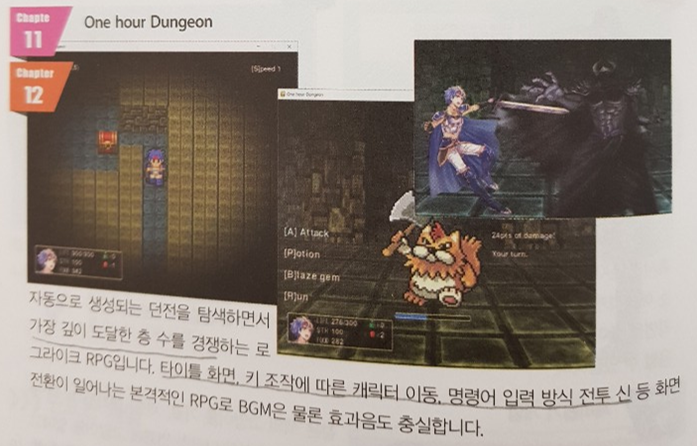 Chapte
11
One hour Dungeon
Chapter
12
[S]peed 1
One hour Dungeon
[A] Attack
[P]otion
[B]laze gem
[R]un
24pts of damage!
Your turn.
300/300
100
342
276/300
100
282
자동으로 생성되는 던전을 탐색하면서
가장 깊이 도달한 층 수를 경쟁하는 로
그라이크 RPG입니다. 타이틀 화면, 키 조작에 따른 캐릭터 이동, 명령어 입력 방식 전투 신 등 화면
전환이 일어나는 본격적인 RPG로 BGM은 물론 효과음도 충실합니다.